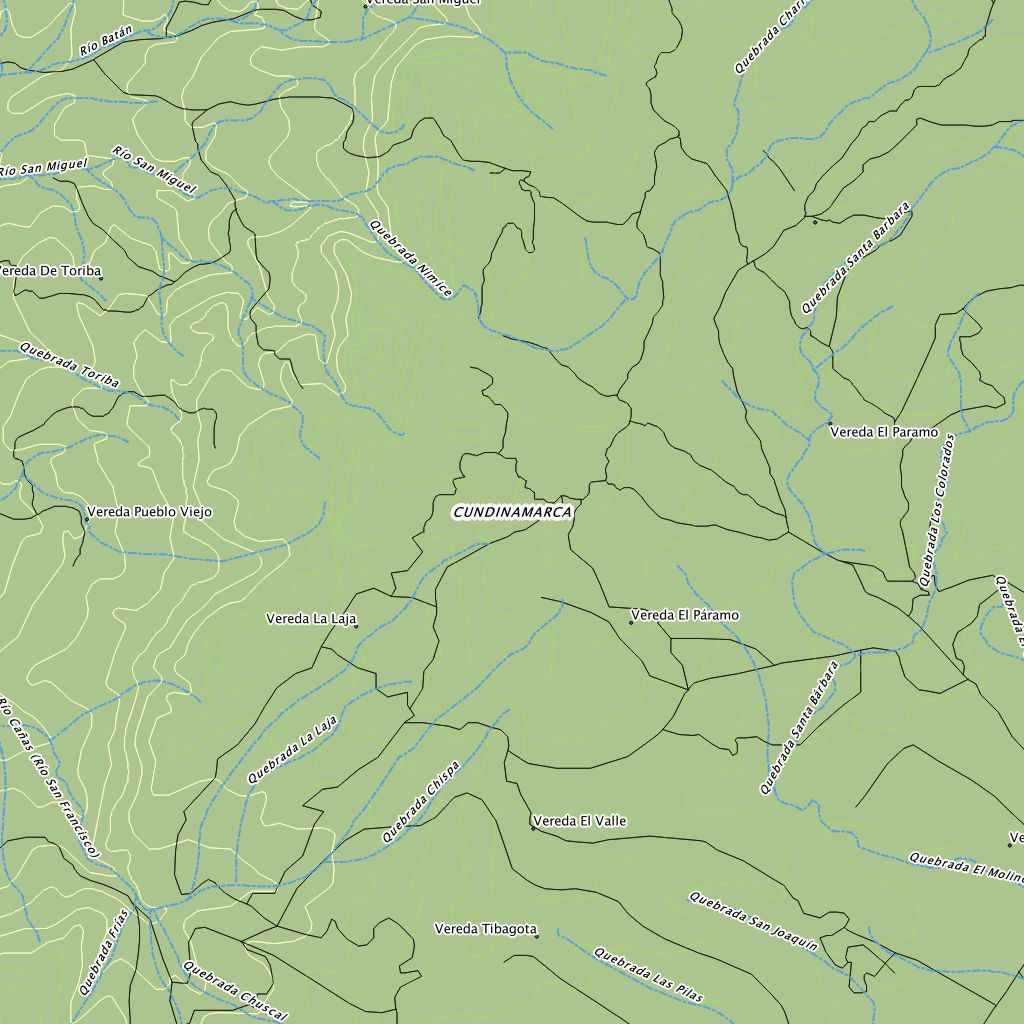 Vereda San Miguel
Río Batán
Quebrada Charr
Río San Miguel
Río San Miguel
Quebrada Nimice
Quebrada Santa Barbara
Vereda De Toriba
Quebrada Toriba
Vereda El Paramo
Quebrada Los Colorados
Vereda Pueblo Viejo
CUNDINAMARCA
Quebrada E
Vereda La Laja
Vereda El Páramo
Quebrada Santa Bárbara
Río Cañas (Río San Francisco)
Quebrada La Laja
Quebrada Chispa
Vereda El Valle
Ve
Quebrada El Molino
Quebrada Frías
Vereda Tibagota
Quebrada San Joaquín
Quebrada Chuscal
Quebrada Las Pilas